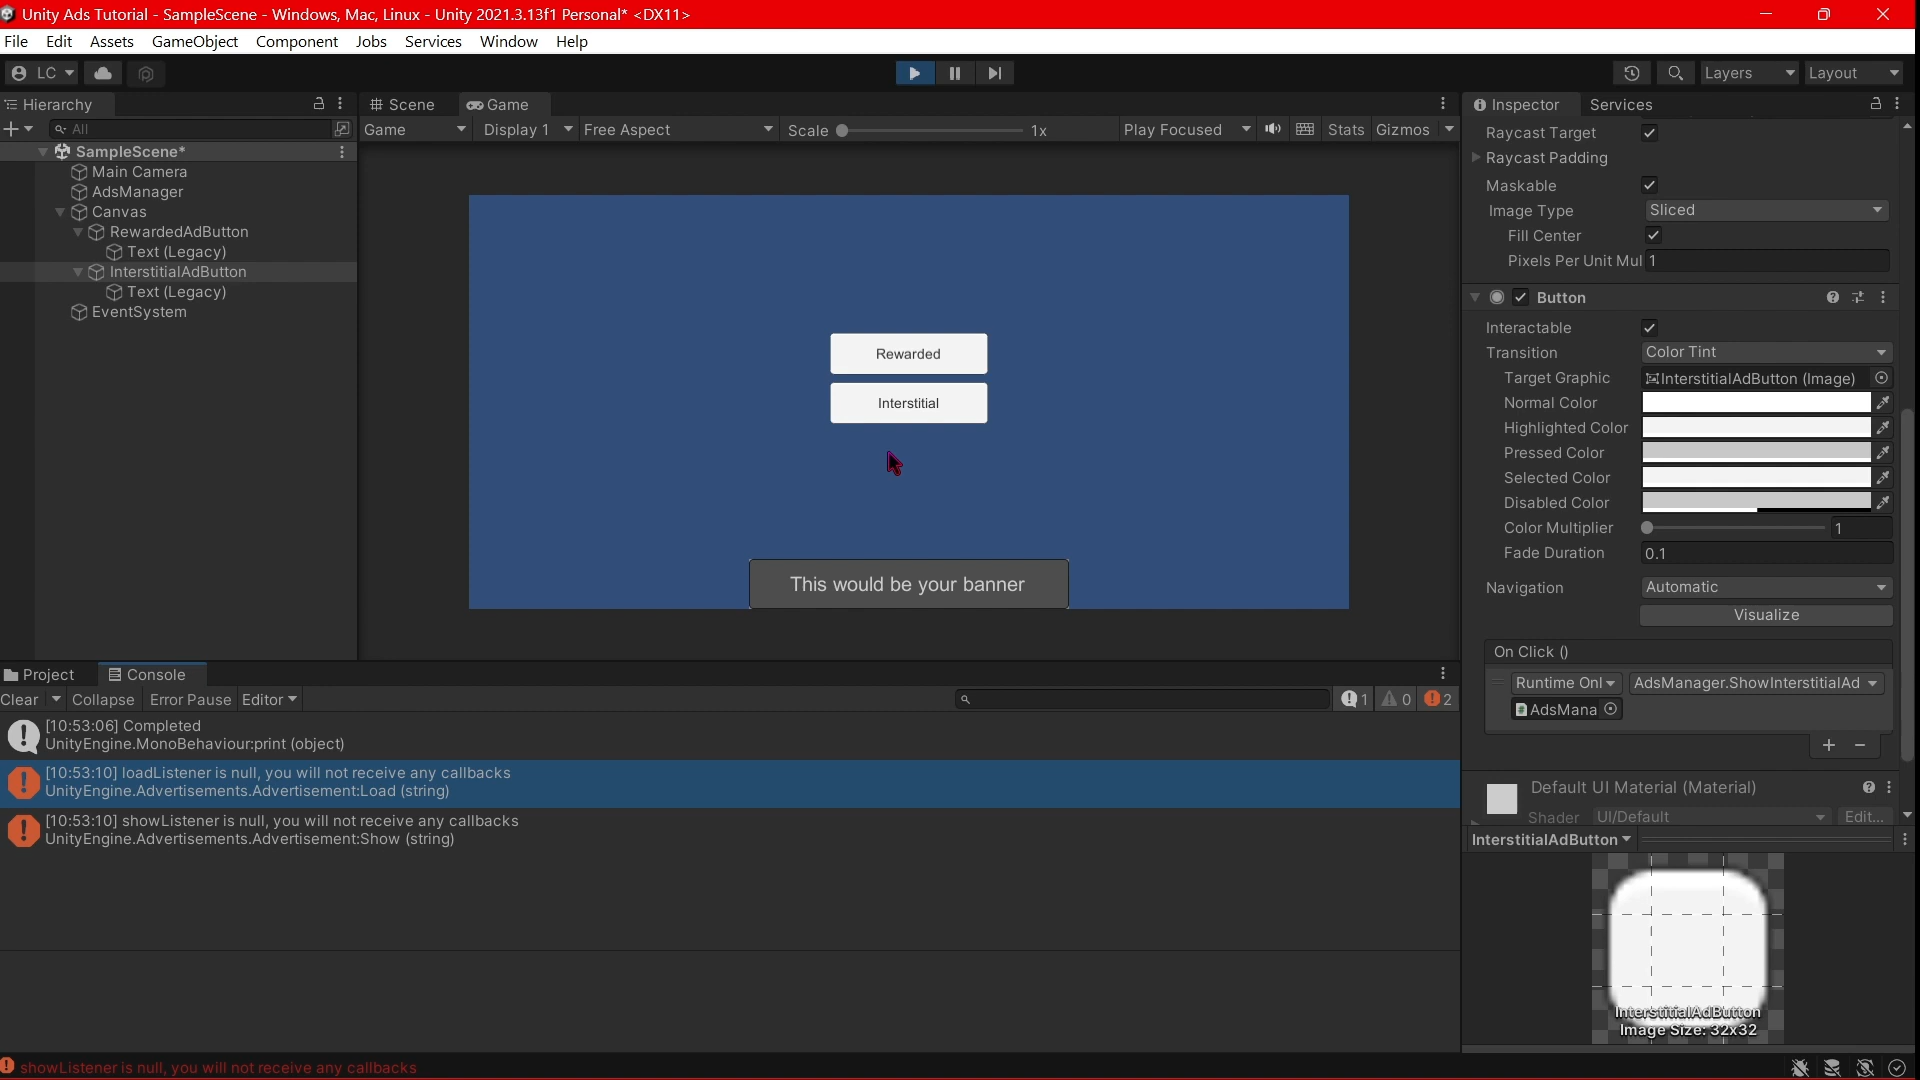 Unity Ads Tutorial - SampleScene - Windows, Mac, Linux - Unity 2021.3.13f1 Personal* <DX11>
File Edit Assets GameObject Component Jobs Services Window Help
LC
Layers Layout
Hierarchy
All
SampleScene*
Main Camera
AdsManager
Canvas
RewardedAdButton
Text (Legacy)
InterstitialAdButton
Text (Legacy)
EventSystem
Scene Game
Game Display 1 Free Aspect Scale 1x Play Focused Stats Gizmos
Rewarded
Interstitial
This would be your banner
Project Console
Clear Collapse Error Pause Editor 1 0 2
[10:53:06] Completed
UnityEngine.MonoBehaviour:print (object)
[10:53:10] loadListener is null, you will not receive any callbacks
UnityEngine.Advertisements.Advertisement:Load (string)
[10:53:10] showListener is null, you will not receive any callbacks
UnityEngine.Advertisements.Advertisement:Show (string)
Inspector Services
Raycast Target
Raycast Padding
Maskable
Image Type Sliced
Fill Center
Pixels Per Unit Mul 1
Button
Interactable
Transition Color Tint
Target Graphic InterstitialAdButton (Image)
Normal Color
Highlighted Color
Pressed Color
Selected Color
Disabled Color
Color Multiplier 1
Fade Duration 0.1
Navigation Automatic
Visualize
On Click ()
Runtime Onl AdsManager.ShowInterstitialAd
AdsMana
+ −
Default UI Material (Material)
Shader UI/Default Edit...
InterstitialAdButton
InterstitialAdButton
Image Size: 32x32
showListener is null, you will not receive any callbacks